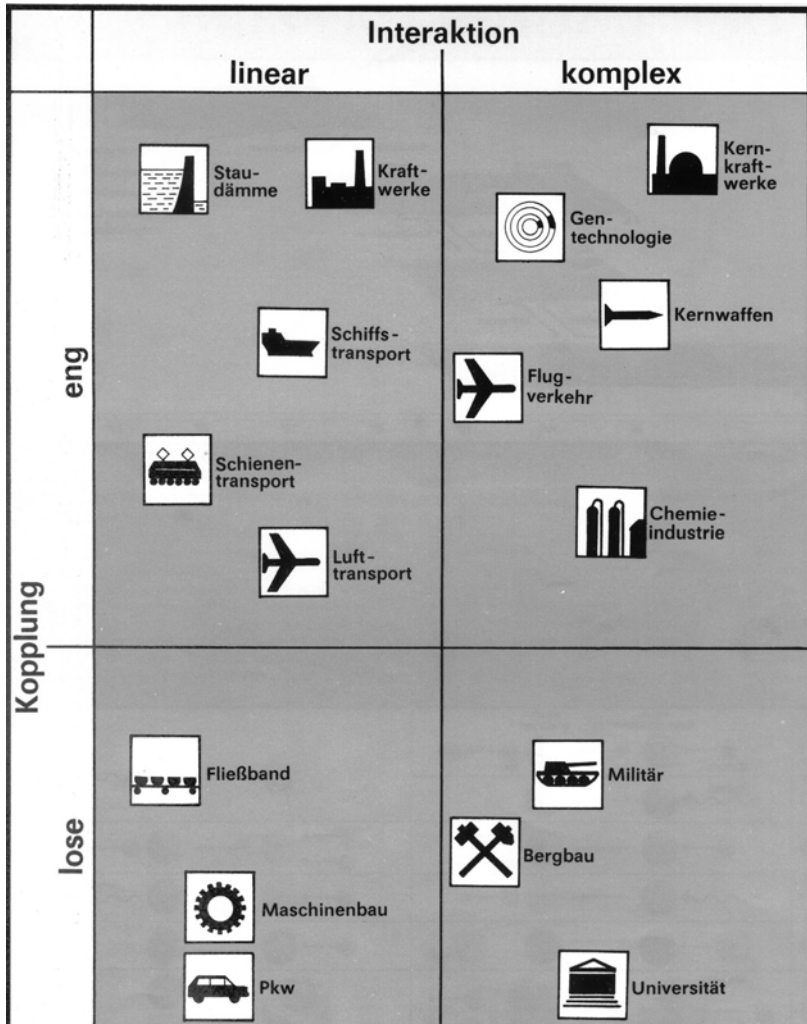 Interaktion
linear
komplex
Kopplung
eng
Stau-
dämme
Kraft-
werke
Kern-
kraft-
werke
Gen-
technologie
Schiffs-
transport
Kernwaffen
Flug-
verkehr
Schienen-
transport
Luft-
transport
Chemie-
industrie
lose
Fließband
Militär
Bergbau
Maschinenbau
Pkw
Universität